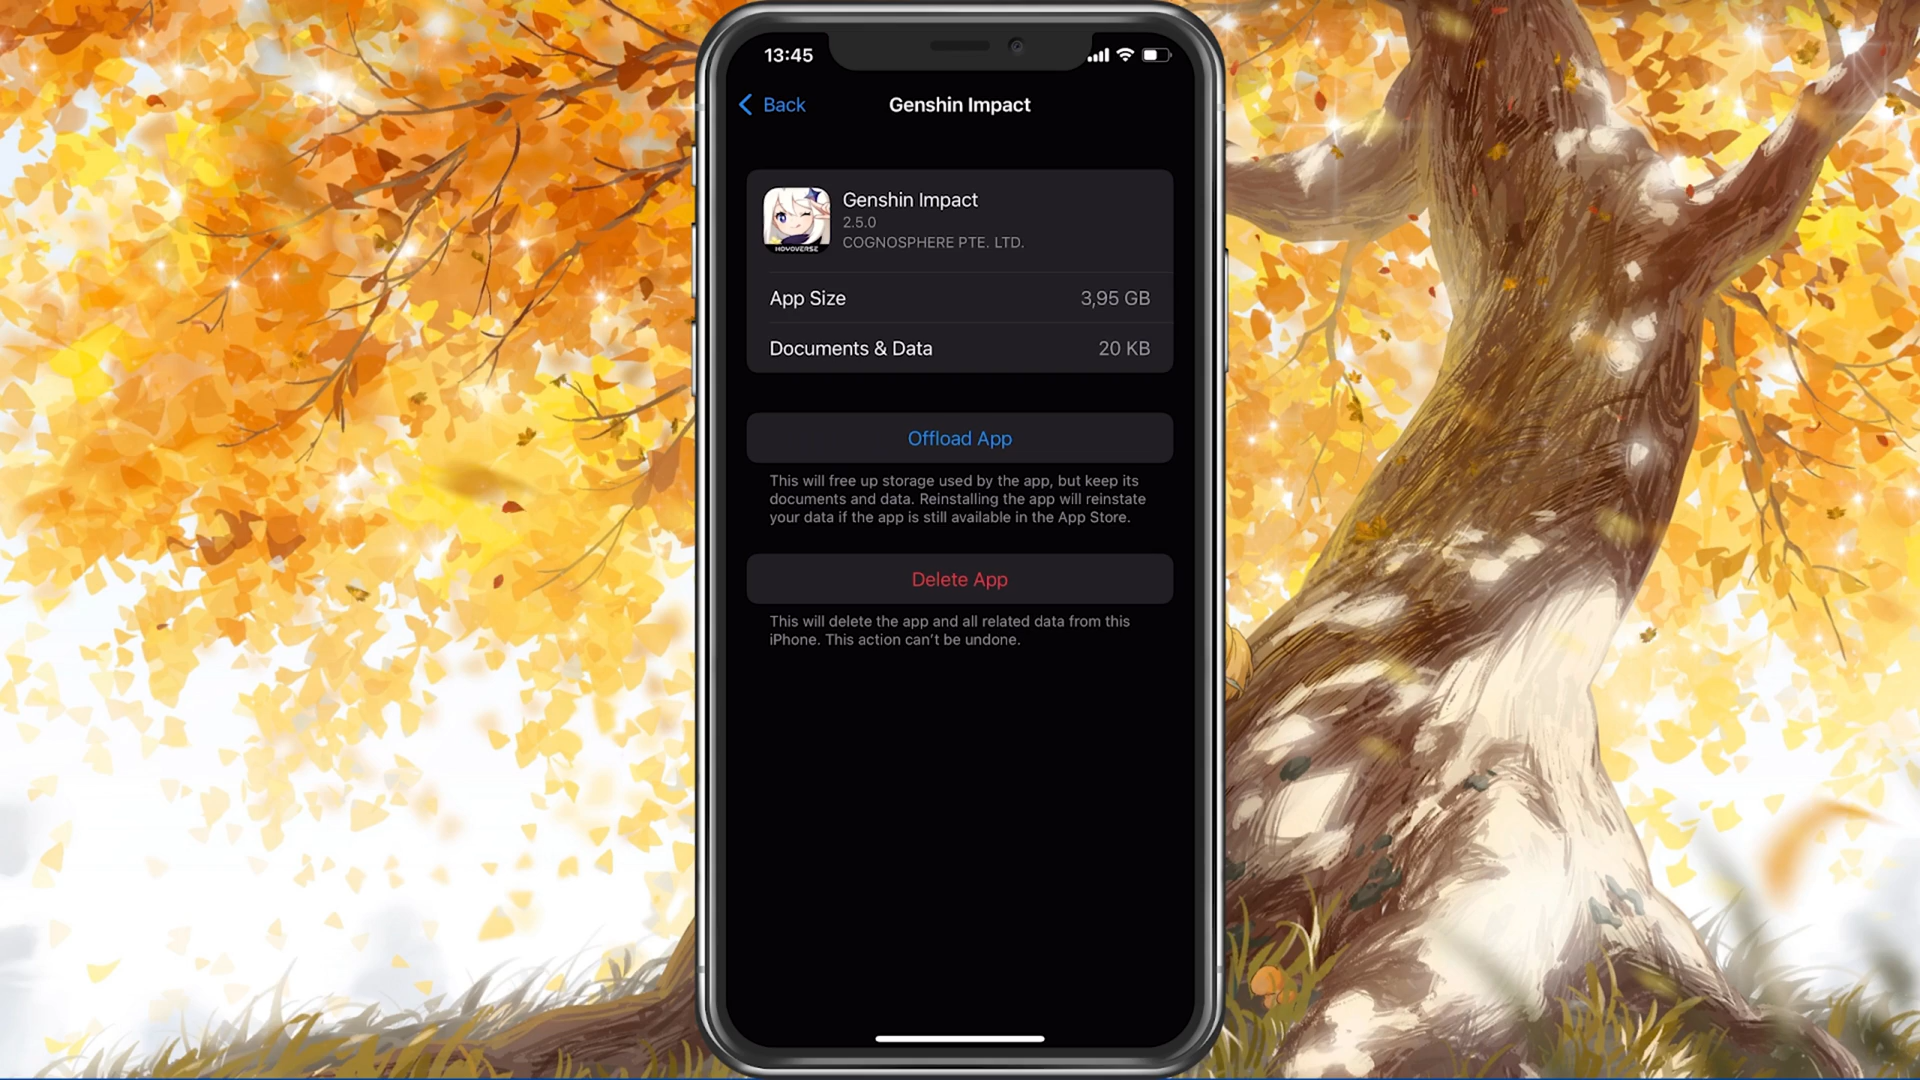 13:45
Back
Genshin Impact
Genshin Impact
2.5.0
COGNOSPHERE PTE. LTD.
HOYOVERSE
App Size
3,95 GB
Documents & Data
20 KB
Offload App
This will free up storage used by the app, but keep its
documents and data. Reinstalling the app will reinstate
your data if the app is still available in the App Store.
Delete App
This will delete the app and all related data from this
iPhone. This action can't be undone.